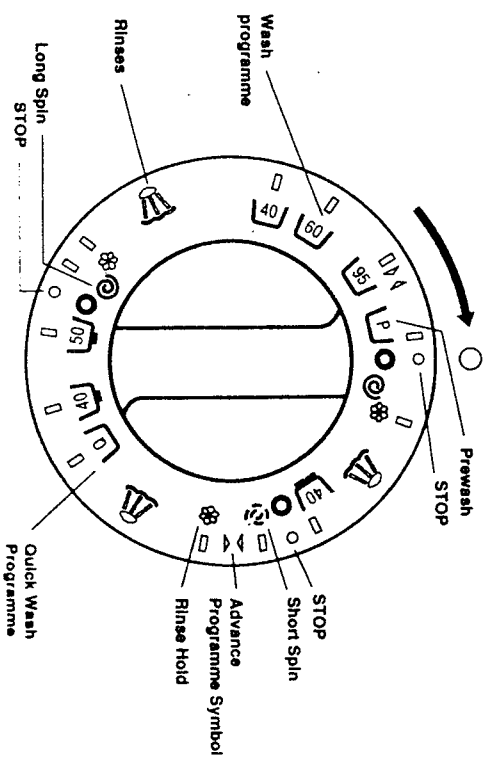 Prewash
STOP
P
95
60
40
Wash
programme
Rinses
Long Spin
STOP
50
40
40
STOP
Short Spin
Advance
Programme Symbol
Rinse Hold
Quick Wash
Programme